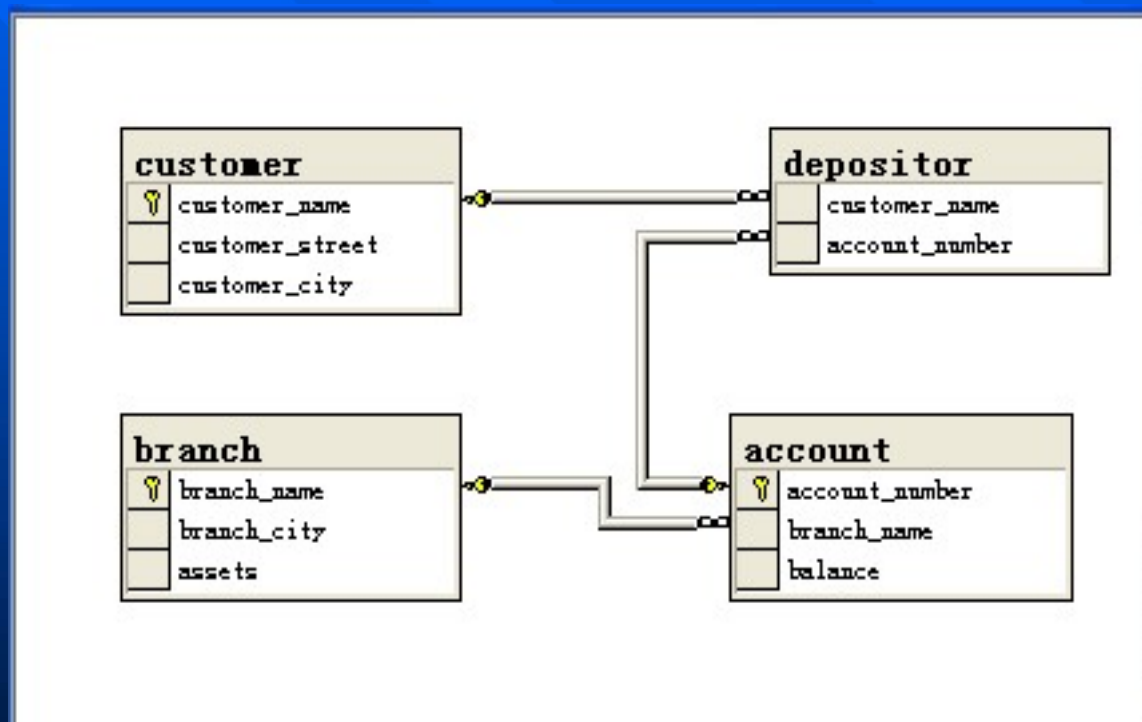 customer
customer_name
customer_street
customer_city
depositor
customer_name
account_number
branch
branch_name
branch_city
assets
account
account_number
branch_name
balance